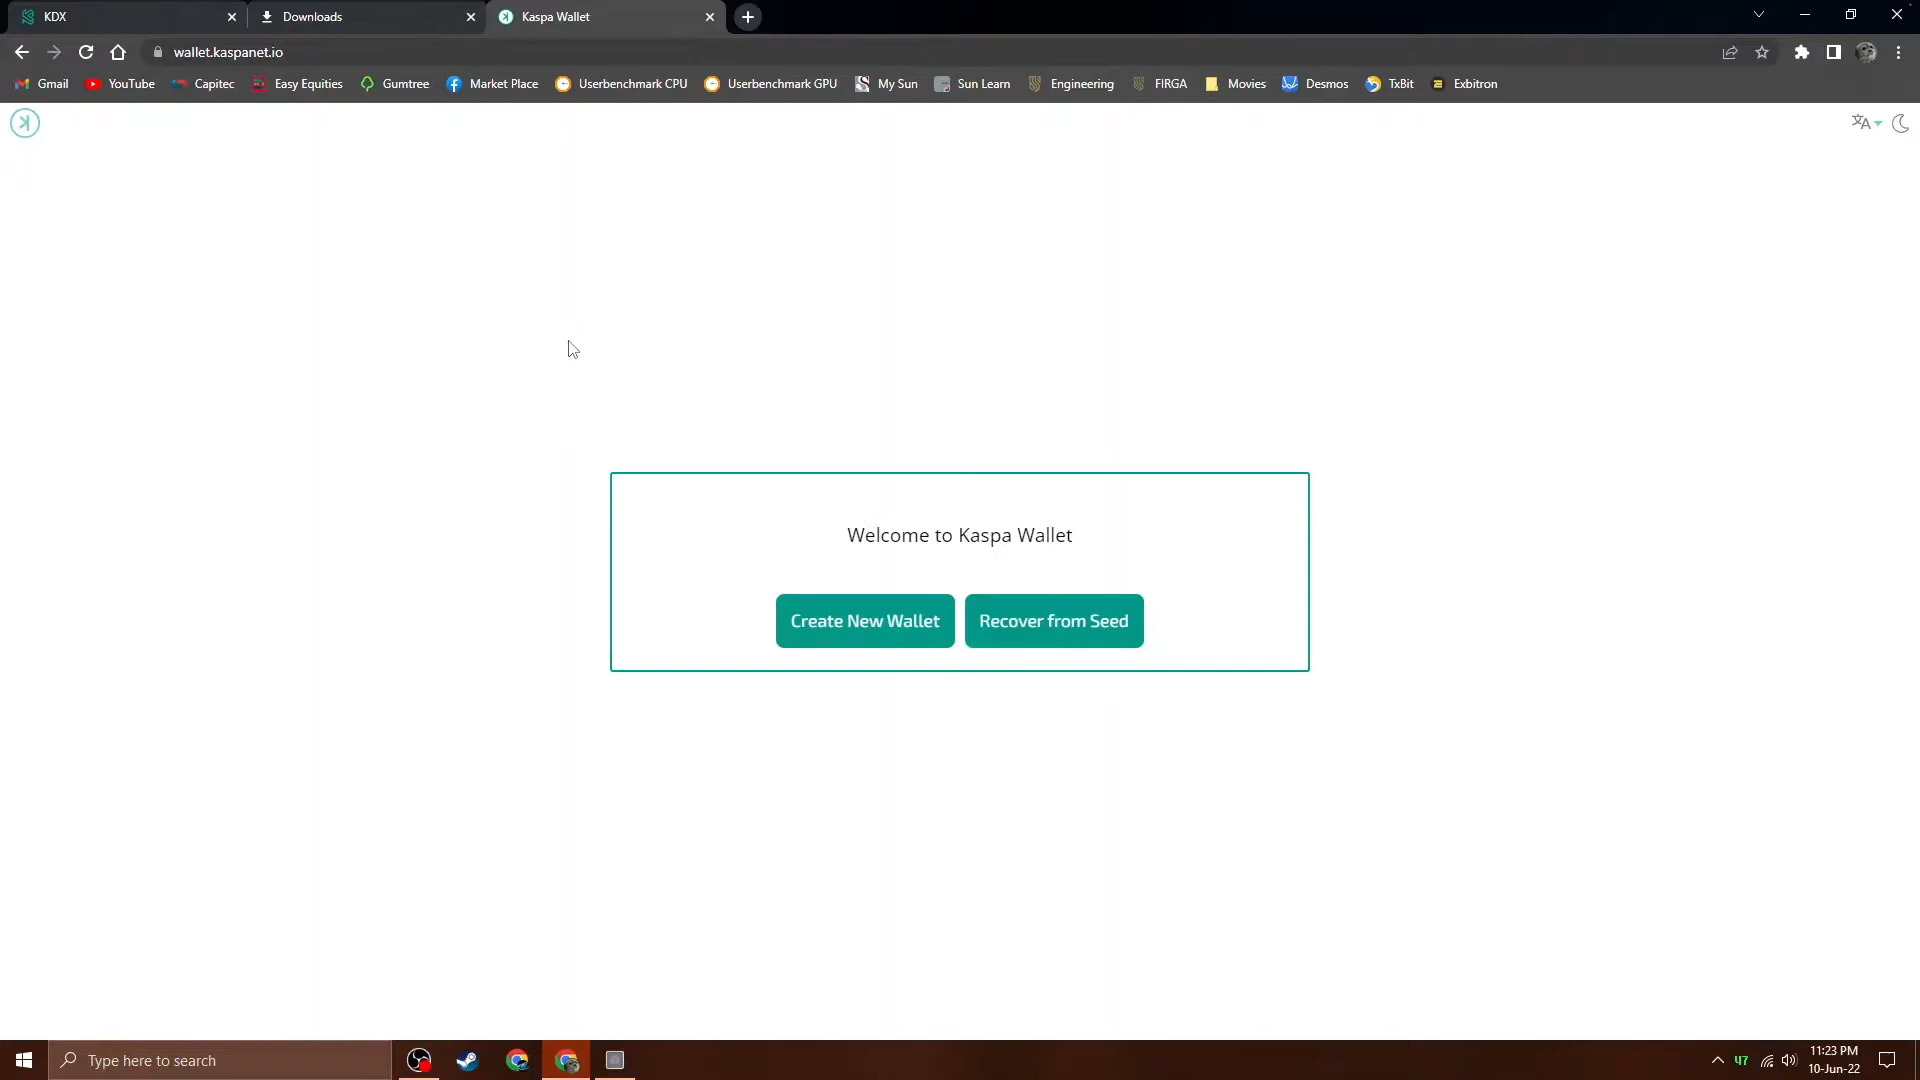 KDX
Downloads
Kaspa Wallet
wallet.kaspanet.io
Gmail YouTube Capitec Easy Equities Gumtree Market Place Userbenchmark CPU Userbenchmark GPU My Sun Sun Learn Engineering FIRGA Movies Desmos TxBit Exbitron
Welcome to Kaspa Wallet
Create New Wallet Recover from Seed
Type here to search
47
11:23 PM
10-Jun-22